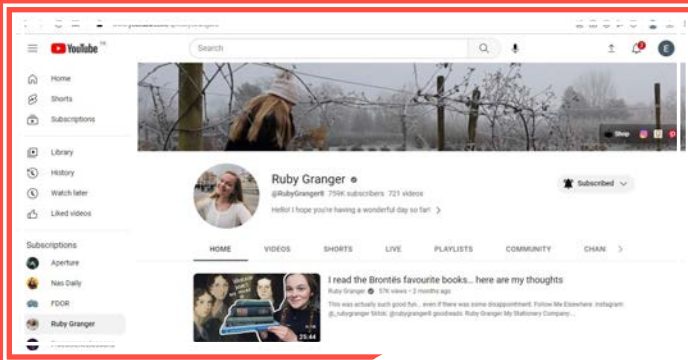 YouTube TR
Search
2
E
Home
Shorts
Subscriptions
Library
History
Watch later
Liked videos
Subscriptions
Aperture
Nas Daily
FDOR
Ruby Granger
Shop
Ruby Granger
@RubyGranger8 759K subscribers 721 videos
Hello! I hope you're having a wonderful day so far!
Subscribed
HOME VIDEOS SHORTS LIVE PLAYLISTS COMMUNITY CHAN
I read the Brontës favourite books... here are my thoughts
Ruby Granger 57K views • 2 months ago
This was actually such good fun... even if there was some disappointment. Follow Me Elsewhere: Instagram:
@_rubygranger tiktok: @rubygranger8 goodreads: Ruby Granger My Stationery Company:...
25:44